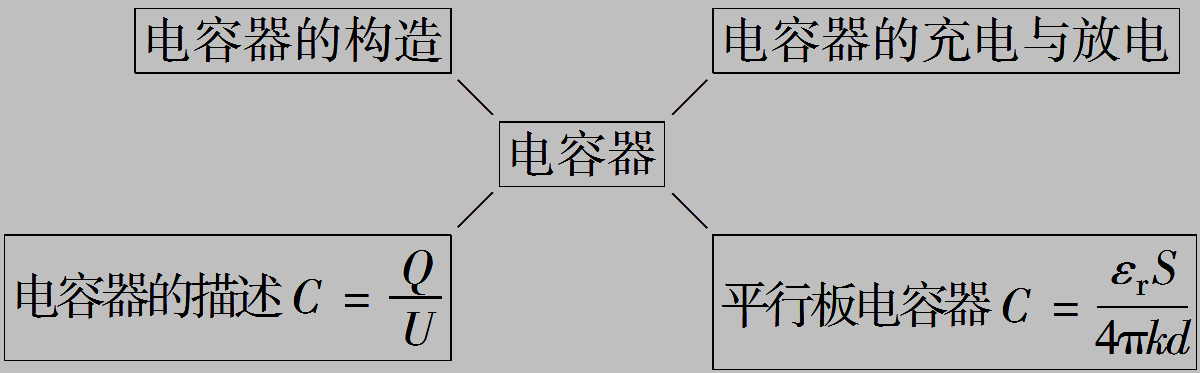 电容器的构造
电容器的充电与放电
电容器
电容器的描述 C = Q/U
平行板电容器 C = εrS/4πkd